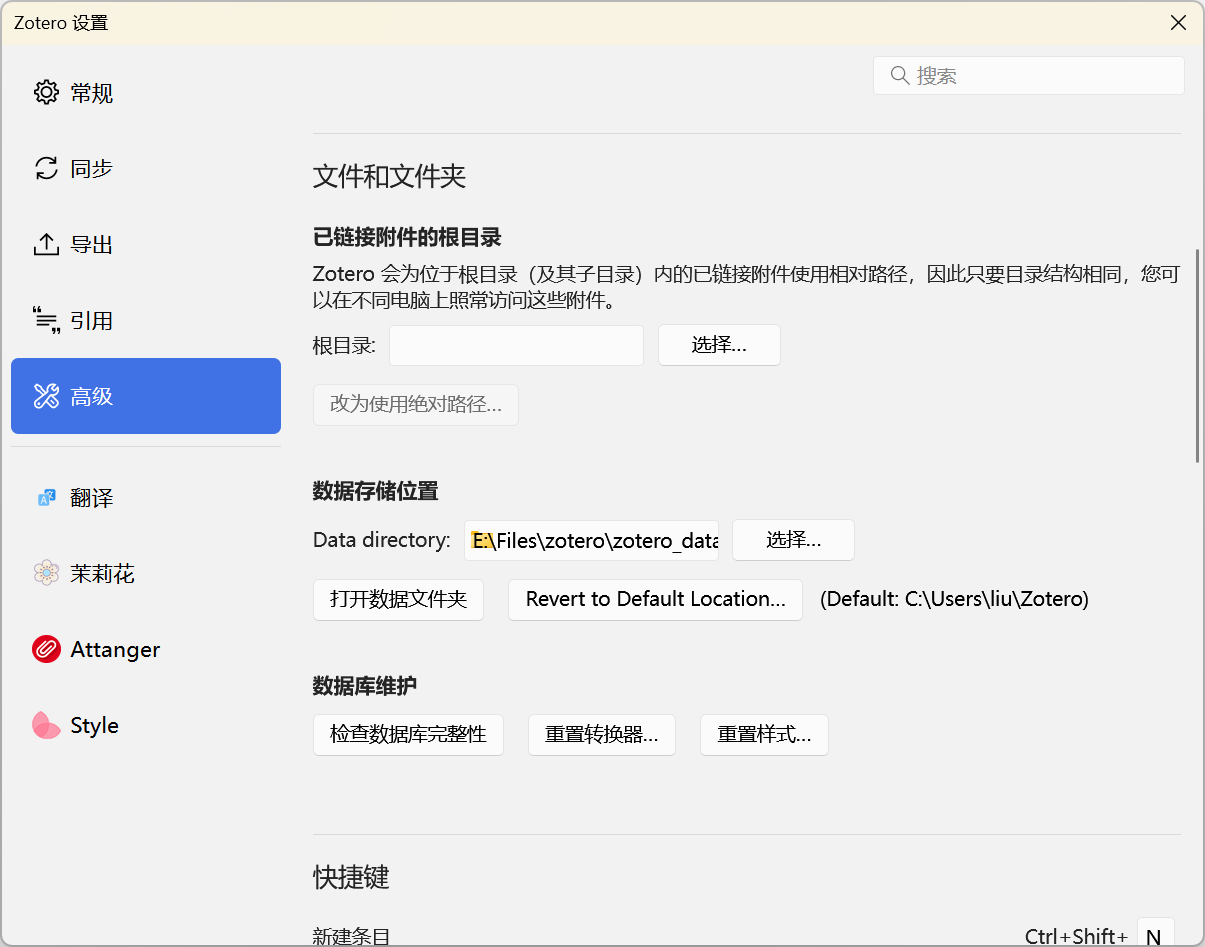 Zotero 设置
常规
同步
导出
引用
高级
翻译
茉莉花
Attanger
Style
搜索
文件和文件夹
已链接附件的根目录
Zotero 会为位于根目录（及其子目录）内的已链接附件使用相对路径，因此只要目录结构相同，您可
以在不同电脑上照常访问这些附件。
根目录: 选择...
改为使用绝对路径...
数据存储位置
Data directory: E:\Files\zotero\zotero_data 选择...
打开数据文件夹 Revert to Default Location... (Default: C:\Users\liu\Zotero)
数据库维护
检查数据库完整性 重置转换器... 重置样式...
快捷键
新建条目 Ctrl+Shift+ N